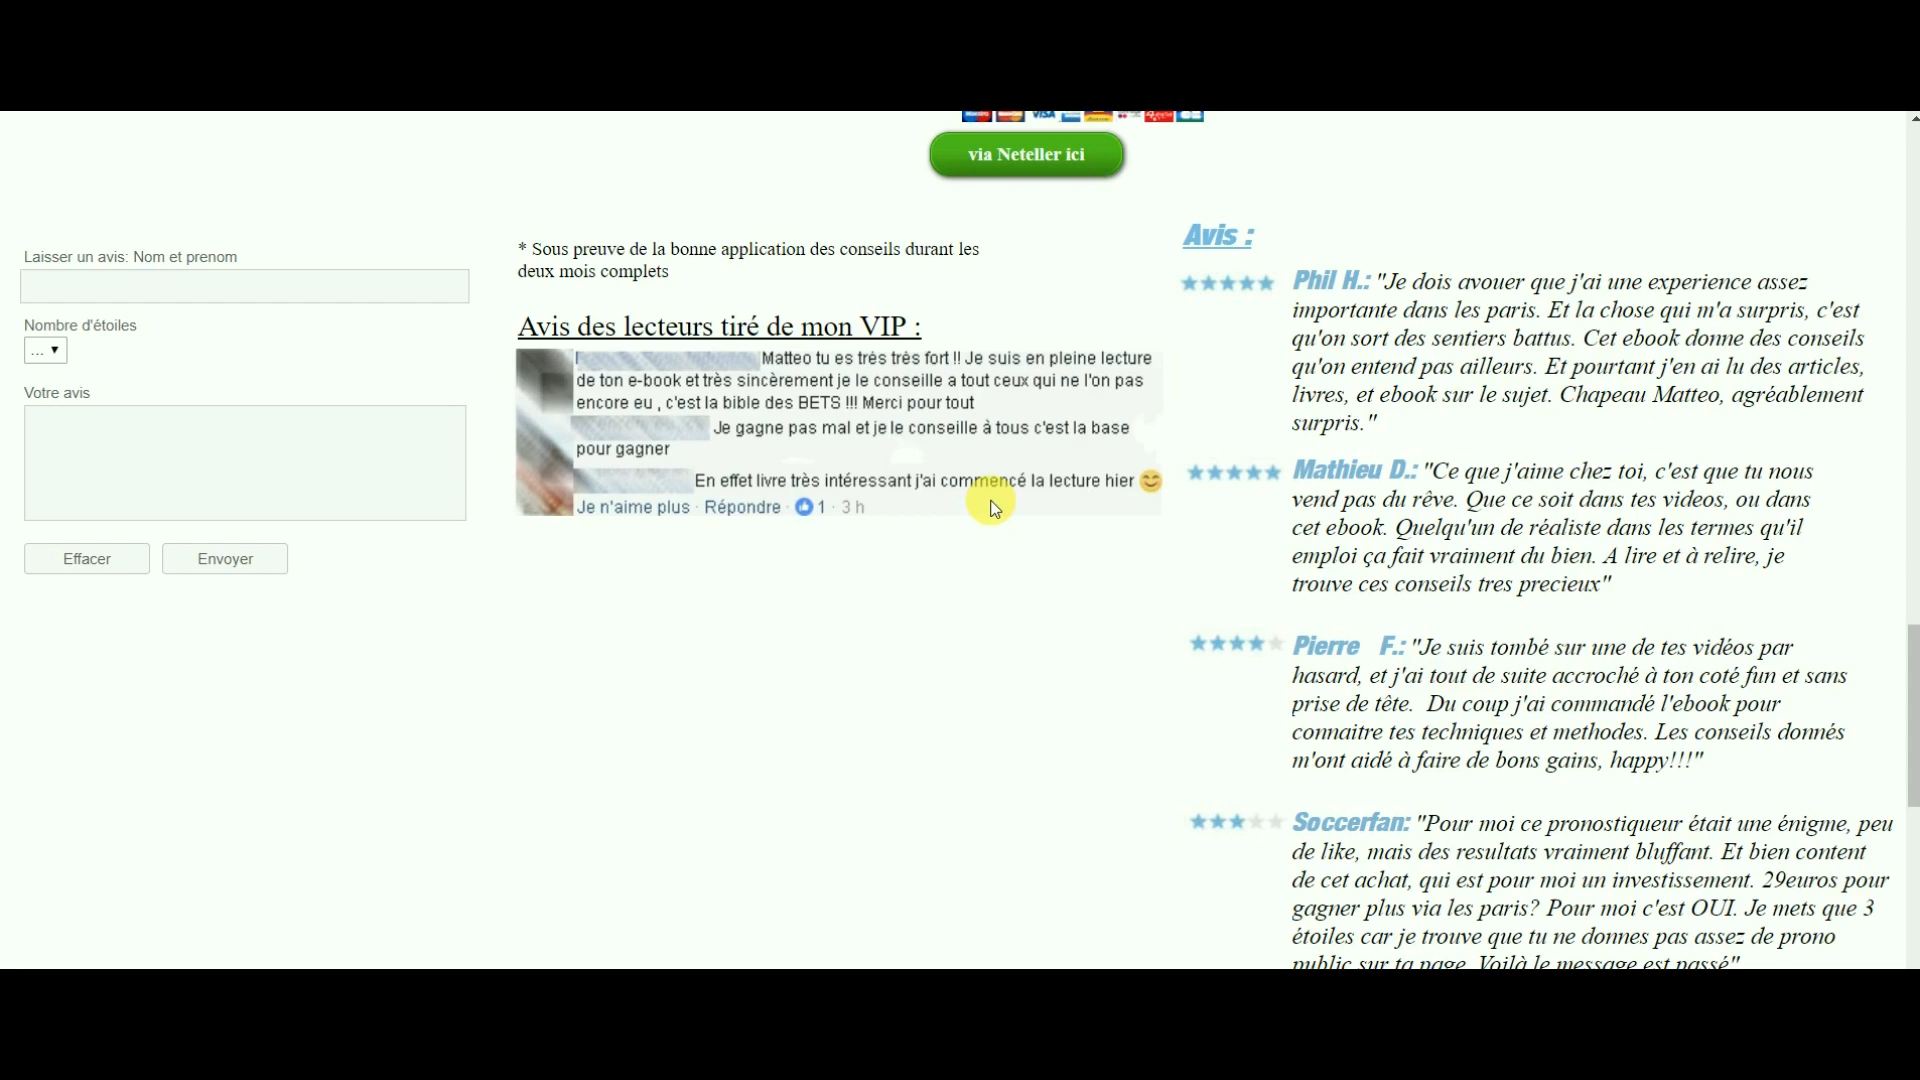 VISA
via Neteller ici
Laisser un avis: Nom et prenom
Nombre d'étoiles
... ▼
Votre avis
Effacer
Envoyer
* Sous preuve de la bonne application des conseils durant les
deux mois complets
Avis des lecteurs tiré de mon VIP :
Matteo tu es très très fort !! Je suis en pleine lecture
de ton e-book et très sincèrement je le conseille a tout ceux qui ne l'on pas
encore eu , c'est la bible des BETS !!! Merci pour tout
Je gagne pas mal et je le conseille à tous c'est la base
pour gagner
En effet livre très intéressant j'ai commencé la lecture hier 😊
Je n'aime plus · Répondre · 1 · 3 h
Avis :
Phil H.: "Je dois avouer que j'ai une experience assez
importante dans les paris. Et la chose qui m'a surpris, c'est
qu'on sort des sentiers battus. Cet ebook donne des conseils
qu'on entend pas ailleurs. Et pourtant j'en ai lu des articles,
livres, et ebook sur le sujet. Chapeau Matteo, agréablement
surpris."
Mathieu D.: "Ce que j'aime chez toi, c'est que tu nous
vend pas du rêve. Que ce soit dans tes videos, ou dans
cet ebook. Quelqu'un de réaliste dans les termes qu'il
emploi ça fait vraiment du bien. A lire et à relire, je
trouve ces conseils tres precieux"
Pierre F.: "Je suis tombé sur une de tes vidéos par
hasard, et j'ai tout de suite accroché à ton coté fun et sans
prise de tête. Du coup j'ai commandé l'ebook pour
connaitre tes techniques et methodes. Les conseils donnés
m'ont aidé à faire de bons gains, happy!!!"
Soccerfan: "Pour moi ce pronostiqueur était une énigme, peu
de like, mais des resultats vraiment bluffant. Et bien content
de cet achat, qui est pour moi un investissement. 29euros pour
gagner plus via les paris? Pour moi c'est OUI. Je mets que 3
étoiles car je trouve que tu ne donnes pas assez de prono
public sur ta page. Voilà le message est passé"